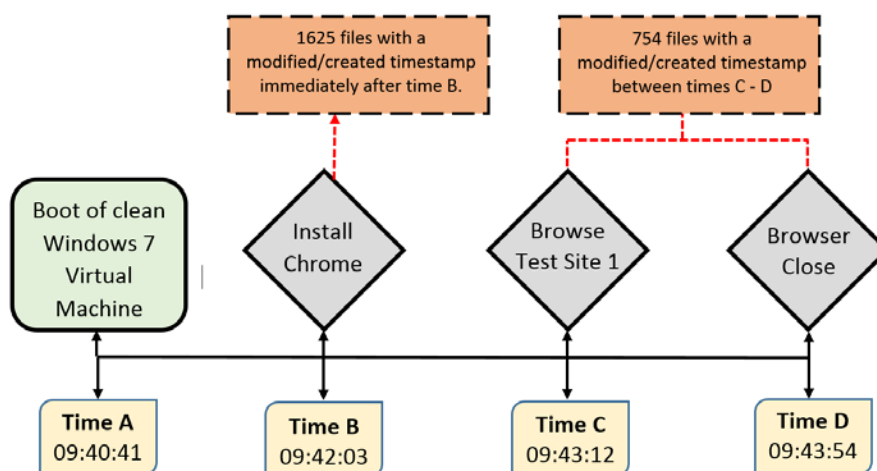 1625 files with a
modified/created timestamp
immediately after time B.
754 files with a
modified/created timestamp
between times C - D
Boot of clean
Windows 7
Virtual
Machine
Install
Chrome
Browse
Test Site 1
Browser
Close
Time A
09:40:41
Time B
09:42:03
Time C
09:43:12
Time D
09:43:54